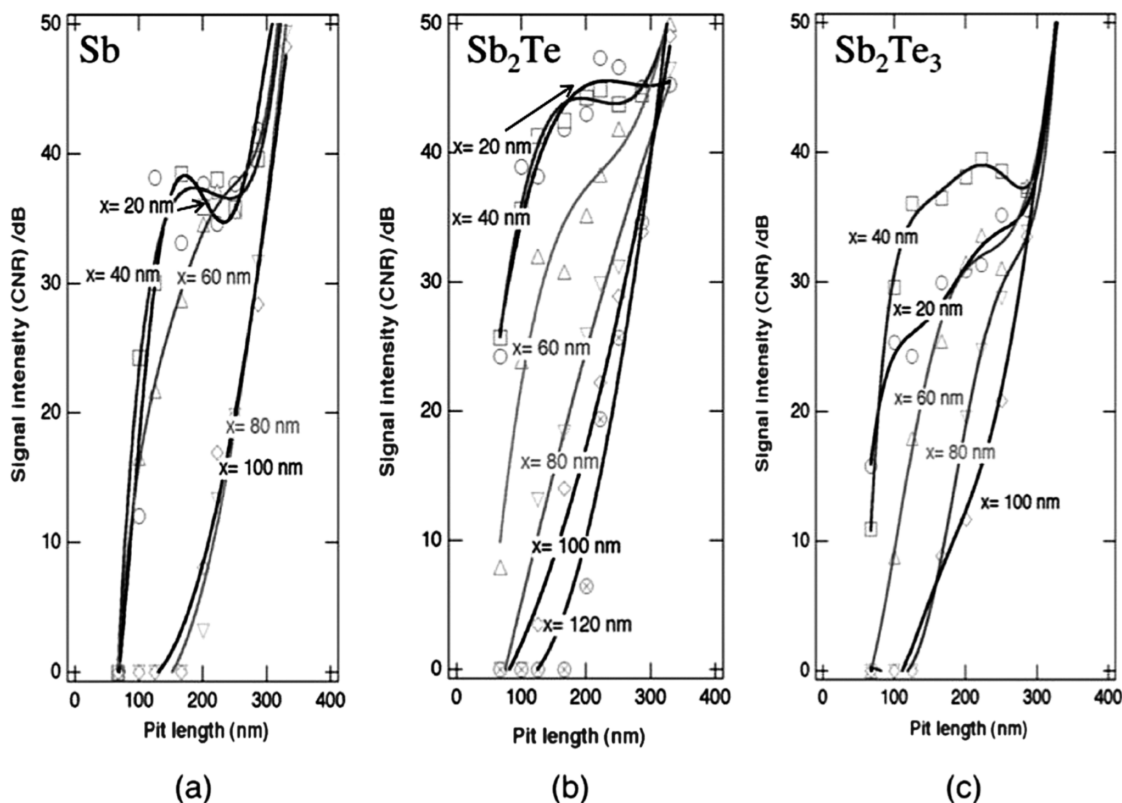 Signal intensity (CNR) /dB
50
40
30
20
10
0
Sb
x= 20 nm
x= 40 nm
x= 60 nm
x= 80 nm
x= 100 nm
0 100 200 300 400
Pit length (nm)
(a)
Signal intensity (CNR) /dB
50
40
30
20
10
0
Sb₂Te
x= 20 nm
x= 40 nm
x= 60 nm
x= 80 nm
x= 100 nm
x= 120 nm
0 100 200 300 400
Pit length (nm)
(b)
Signal intensity (CNR) /dB
50
40
30
20
10
0
Sb₂Te₃
x= 40 nm
x= 20 nm
x= 60 nm
x= 80 nm
x= 100 nm
0 100 200 300 400
Pit length (nm)
(c)